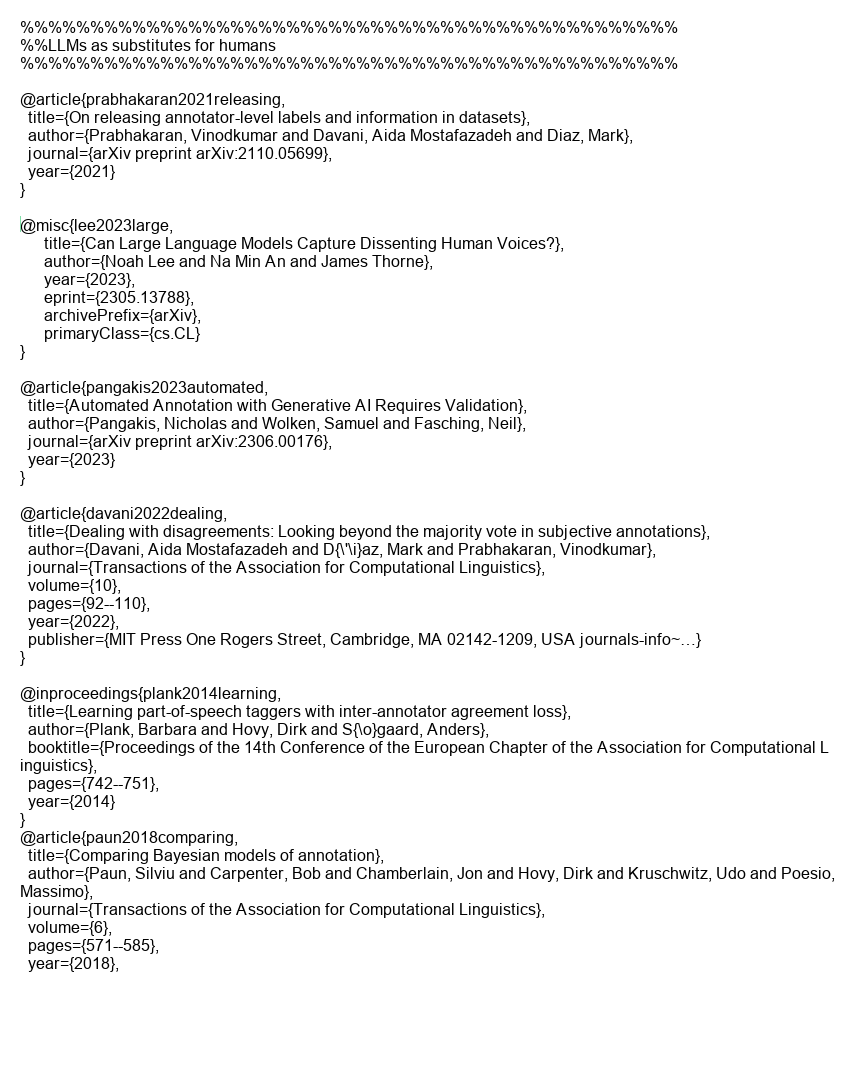 %%%%%%%%%%%%%%%%%%%%%%%%%%%%%%%%%%%%%%%%%%%%%%%
%%LLMs as substitutes for humans
%%%%%%%%%%%%%%%%%%%%%%%%%%%%%%%%%%%%%%%%%%%%%%%

@article{prabhakaran2021releasing,
  title={On releasing annotator-level labels and information in datasets},
  author={Prabhakaran, Vinodkumar and Davani, Aida Mostafazadeh and Diaz, Mark},
  journal={arXiv preprint arXiv:2110.05699},
  year={2021}
}

@misc{lee2023large,
      title={Can Large Language Models Capture Dissenting Human Voices?},
      author={Noah Lee and Na Min An and James Thorne},
      year={2023},
      eprint={2305.13788},
      archivePrefix={arXiv},
      primaryClass={cs.CL}
}

@article{pangakis2023automated,
  title={Automated Annotation with Generative AI Requires Validation},
  author={Pangakis, Nicholas and Wolken, Samuel and Fasching, Neil},
  journal={arXiv preprint arXiv:2306.00176},
  year={2023}
}

@article{davani2022dealing,
  title={Dealing with disagreements: Looking beyond the majority vote in subjective annotations},
  author={Davani, Aida Mostafazadeh and D{\'\i}az, Mark and Prabhakaran, Vinodkumar},
  journal={Transactions of the Association for Computational Linguistics},
  volume={10},
  pages={92--110},
  year={2022},
  publisher={MIT Press One Rogers Street, Cambridge, MA 02142-1209, USA journals-info~…}
}

@inproceedings{plank2014learning,
  title={Learning part-of-speech taggers with inter-annotator agreement loss},
  author={Plank, Barbara and Hovy, Dirk and S{\o}gaard, Anders},
  booktitle={Proceedings of the 14th Conference of the European Chapter of the Association for Computational L
inguistics},
  pages={742--751},
  year={2014}
}
@article{paun2018comparing,
  title={Comparing Bayesian models of annotation},
  author={Paun, Silviu and Carpenter, Bob and Chamberlain, Jon and Hovy, Dirk and Kruschwitz, Udo and Poesio,
Massimo},
  journal={Transactions of the Association for Computational Linguistics},
  volume={6},
  pages={571--585},
  year={2018},